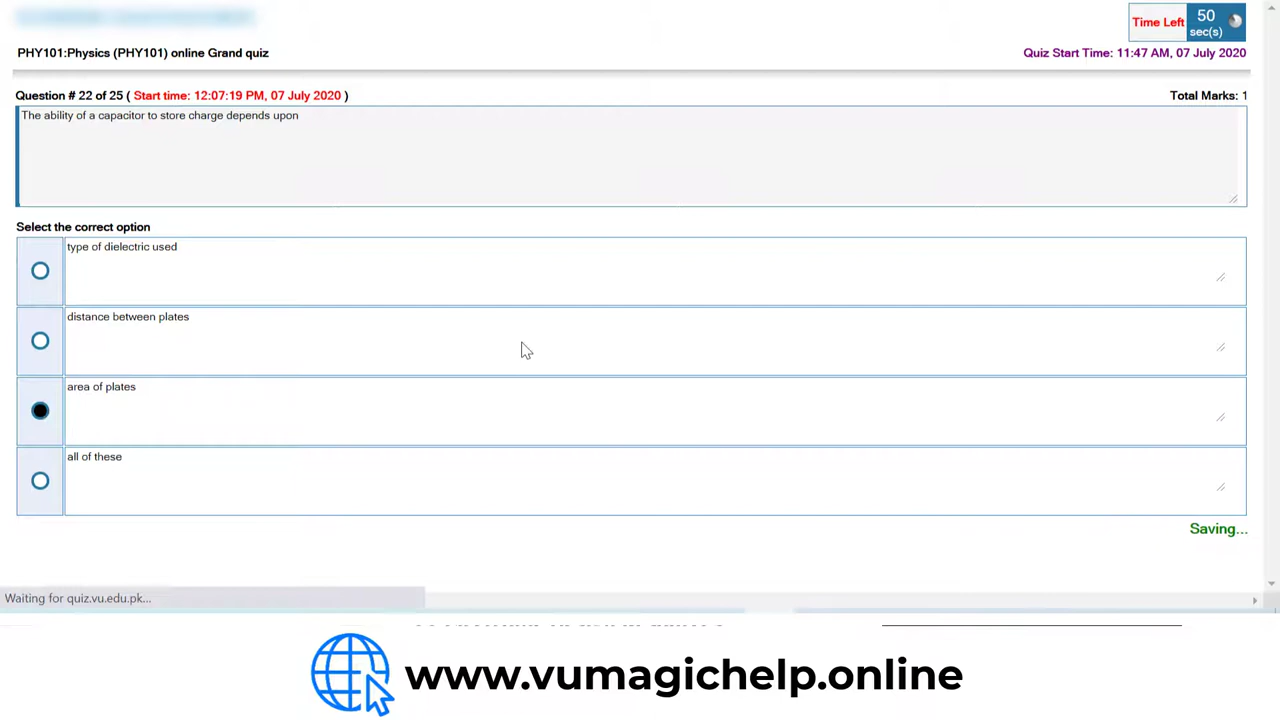 Time Left
50
sec(s)
PHY101:Physics (PHY101) online Grand quiz
Quiz Start Time: 11:47 AM, 07 July 2020
Question # 22 of 25 ( Start time: 12:07:19 PM, 07 July 2020 )
Total Marks: 1
The ability of a capacitor to store charge depends upon
Select the correct option
type of dielectric used
distance between plates
area of plates
all of these
Saving...
Waiting for quiz.vu.edu.pk...
www.vumagichelp.online